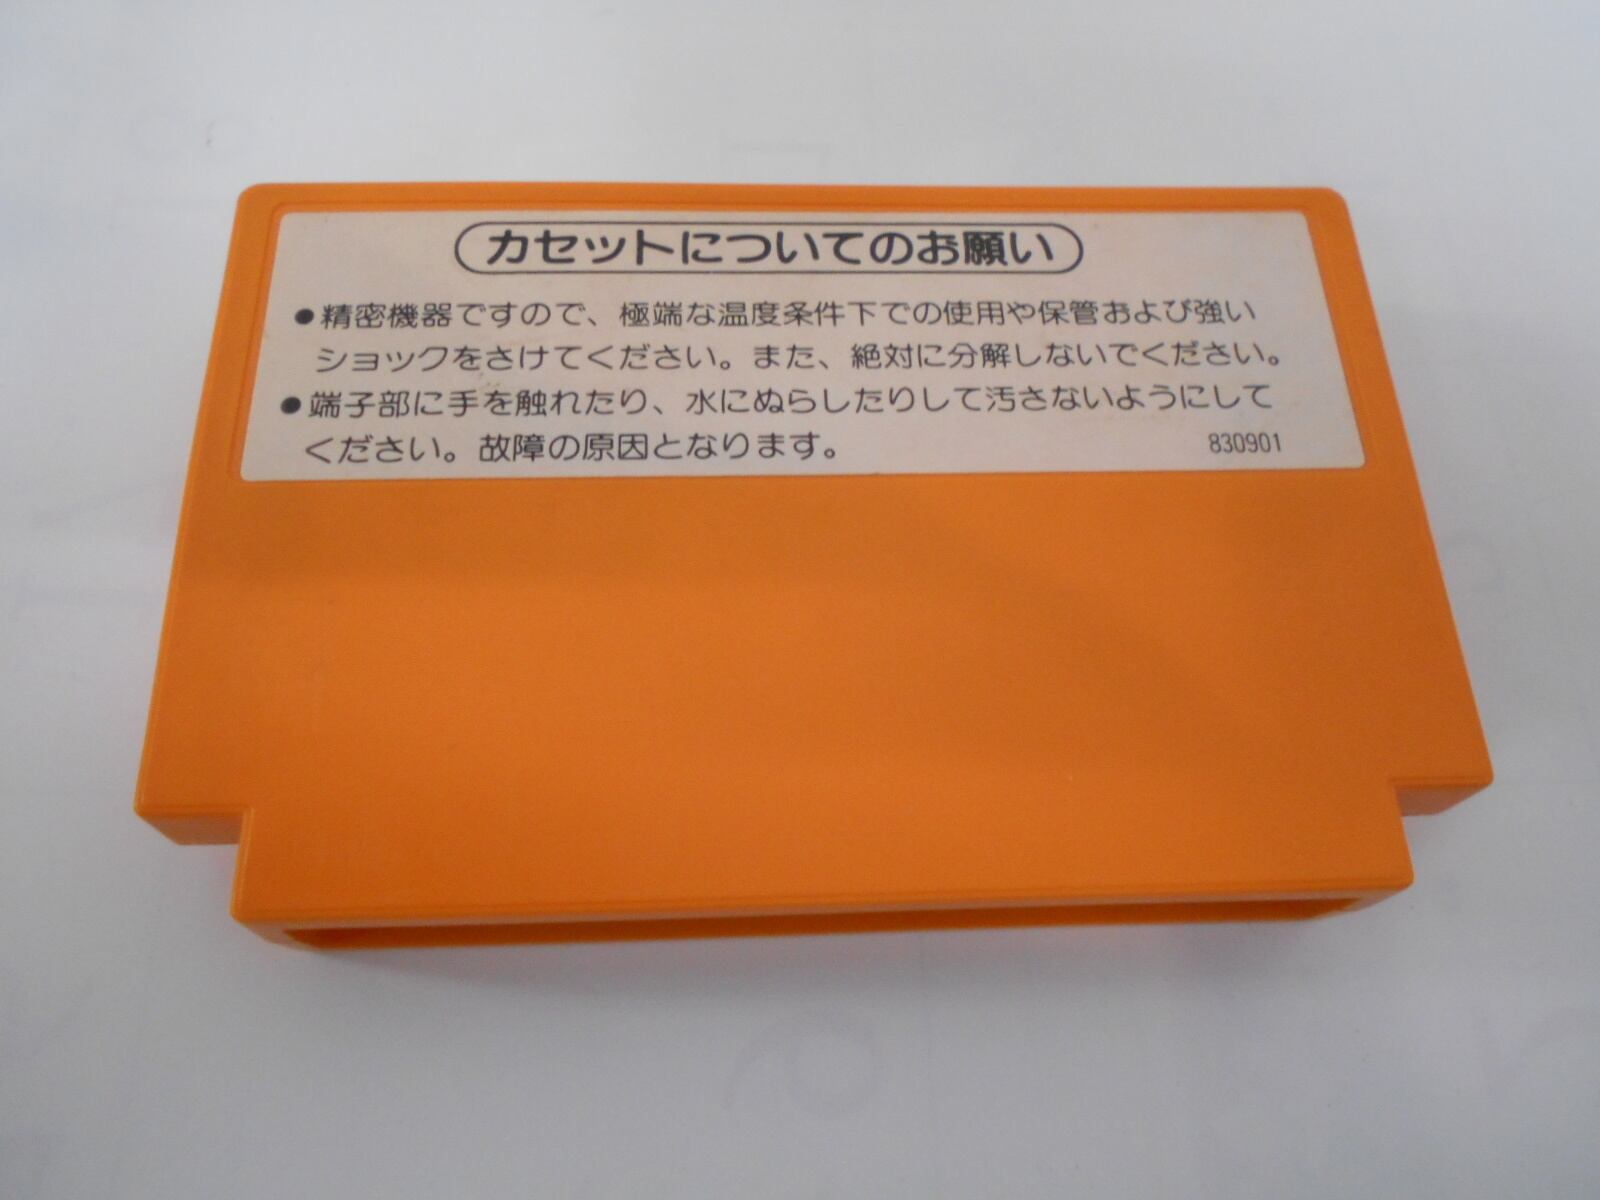 カセットについてのお願い
●精密機器ですので、極端な温度条件下での使用や保管および強い
ショックをさけてください。また、絶対に分解しないでください。
●端子部に手を触れたり、水にぬらしたりして汚さないようにして
ください。故障の原因となります。 830901